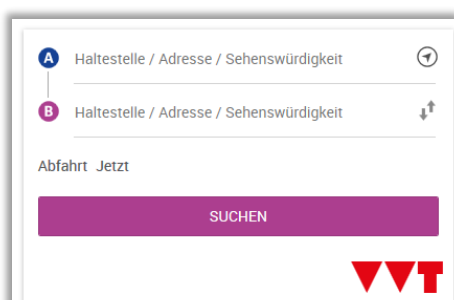 A Haltestelle / Adresse / Sehenswürdigkeit
B Haltestelle / Adresse / Sehenswürdigkeit
Abfahrt Jetzt
SUCHEN
VVT